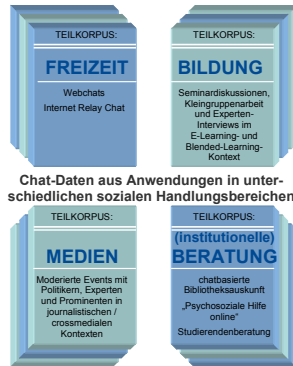 TEILKORPUS:
FREIZEIT
Webchats
Internet Relay Chat
TEILKORPUS:
BILDUNG
Seminardiskussionen,
Kleingruppenarbeit
und Experten-
Interviews im
E-Learning- und
Blended-Learning-
Kontext
Chat-Daten aus Anwendungen in unter-
schiedlichen sozialen Handlungsbereichen
TEILKORPUS:
MEDIEN
Moderierte Events mit
Politikern, Experten
und Prominenten in
journalistischen /
crossmedialen
Kontexten
TEILKORPUS:
(institutionelle)
BERATUNG
chatbasierte
Bibliotheksauskunft
„Psychosoziale Hilfe
online"
Studierendenberatung